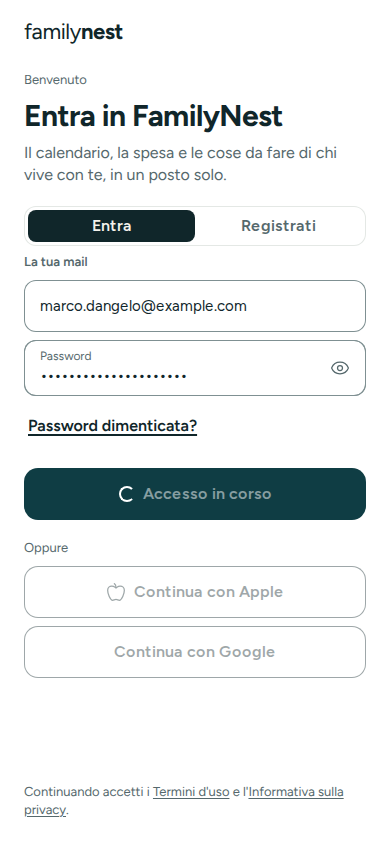 familynest
Benvenuto
Entra in FamilyNest
Il calendario, la spesa e le cose da fare di chi
vive con te, in un posto solo.
Entra
Registrati
La tua mail
marco.dangelo@example.com
Password
•••••••••••••••••••••
Password dimenticata?
Accesso in corso
Oppure
Continua con Apple
Continua con Google
Continuando accetti i Termini d'uso e l'Informativa sulla
privacy.